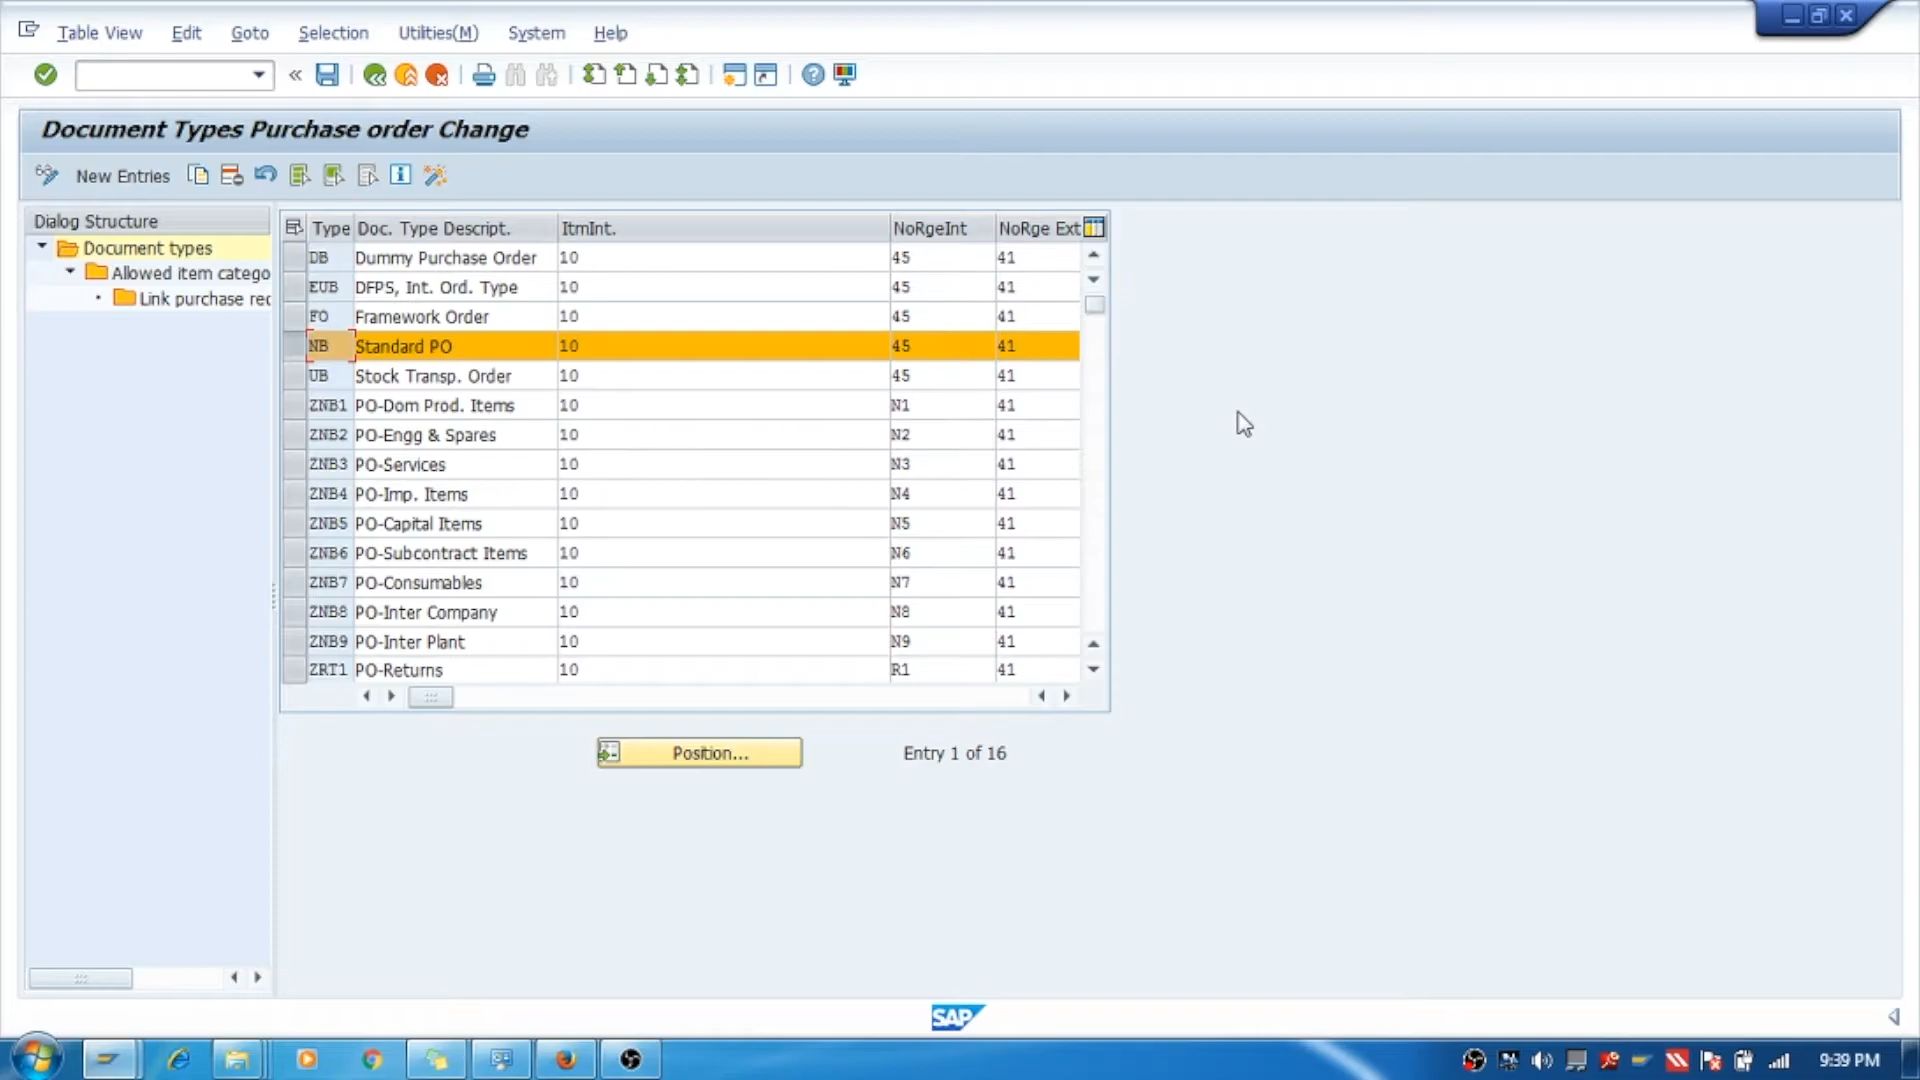 Table View Edit Goto Selection Utilities(M) System Help
Document Types Purchase order Change
New Entries
Dialog Structure
Document types
Allowed item catego
Link purchase rec
Type Doc. Type Descript. ItmInt. NoRgeInt NoRge Ext
DB Dummy Purchase Order 10 45 41
EUB DFPS, Int. Ord. Type 10 45 41
FO Framework Order 10 45 41
NB Standard PO 10 45 41
UB Stock Transp. Order 10 45 41
ZNB1 PO-Dom Prod. Items 10 N1 41
ZNB2 PO-Engg & Spares 10 N2 41
ZNB3 PO-Services 10 N3 41
ZNB4 PO-Imp. Items 10 N4 41
ZNB5 PO-Capital Items 10 N5 41
ZNB6 PO-Subcontract Items 10 N6 41
ZNB7 PO-Consumables 10 N7 41
ZNB8 PO-Inter Company 10 N8 41
ZNB9 PO-Inter Plant 10 N9 41
ZRT1 PO-Returns 10 R1 41
Position... Entry 1 of 16
SAP
9:39 PM